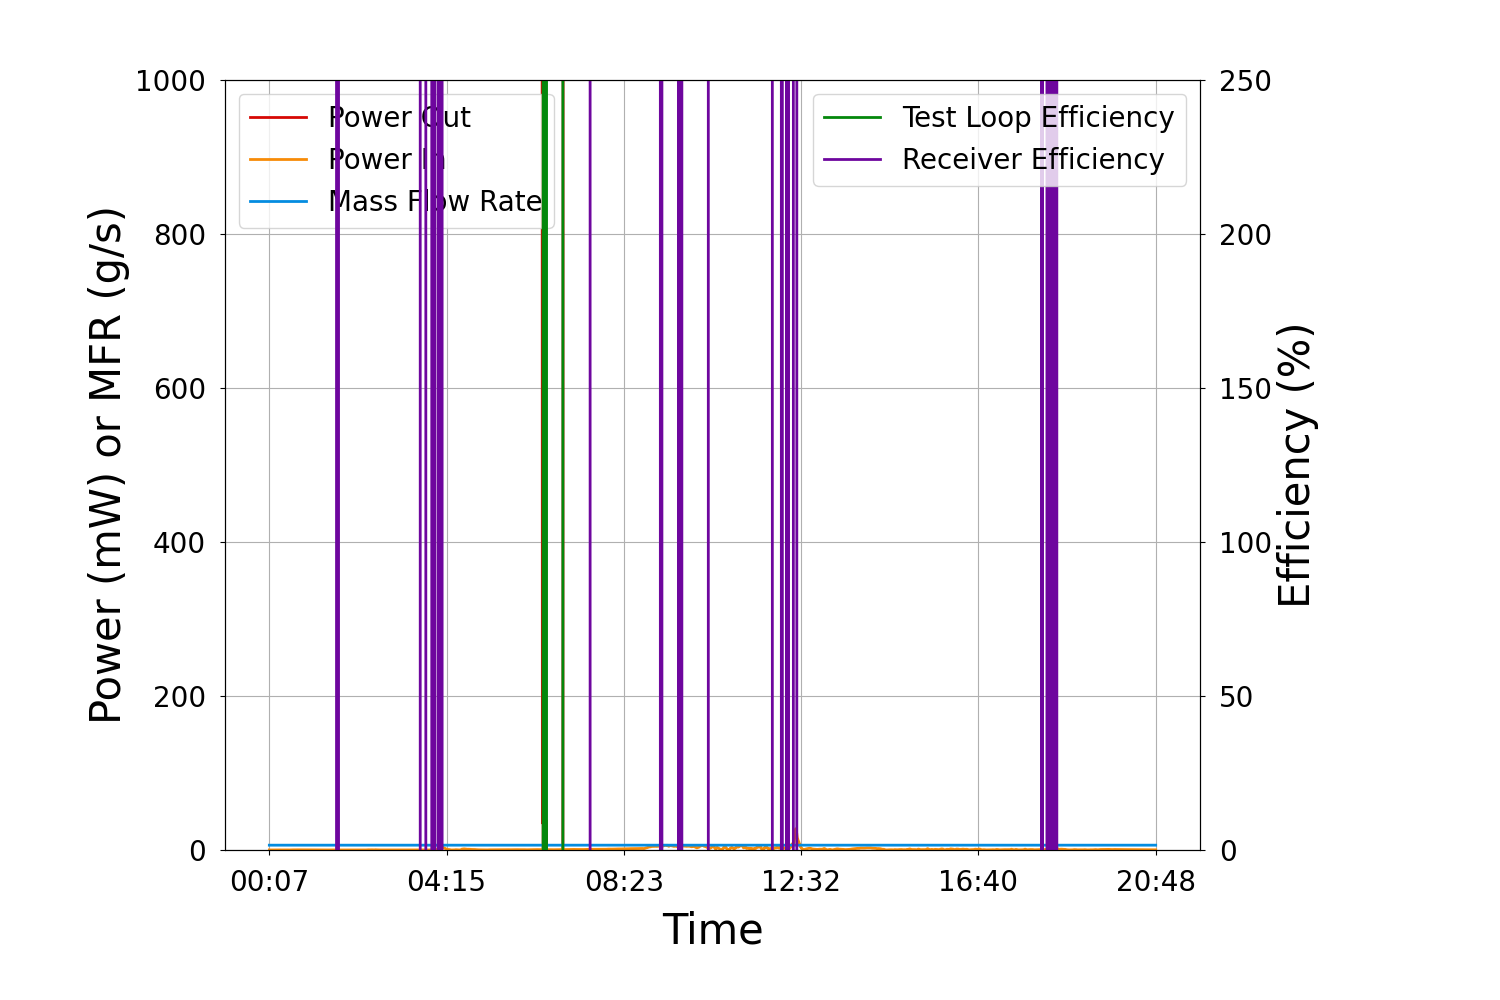 1000
800
600
400
200
0
Power (mW) or MFR (g/s)
Power Out
Power In
Mass Flow Rate
Test Loop Efficiency
Receiver Efficiency
250
200
150
100
50
0
Efficiency (%)
00:07 04:15 08:23 12:32 16:40 20:48
Time